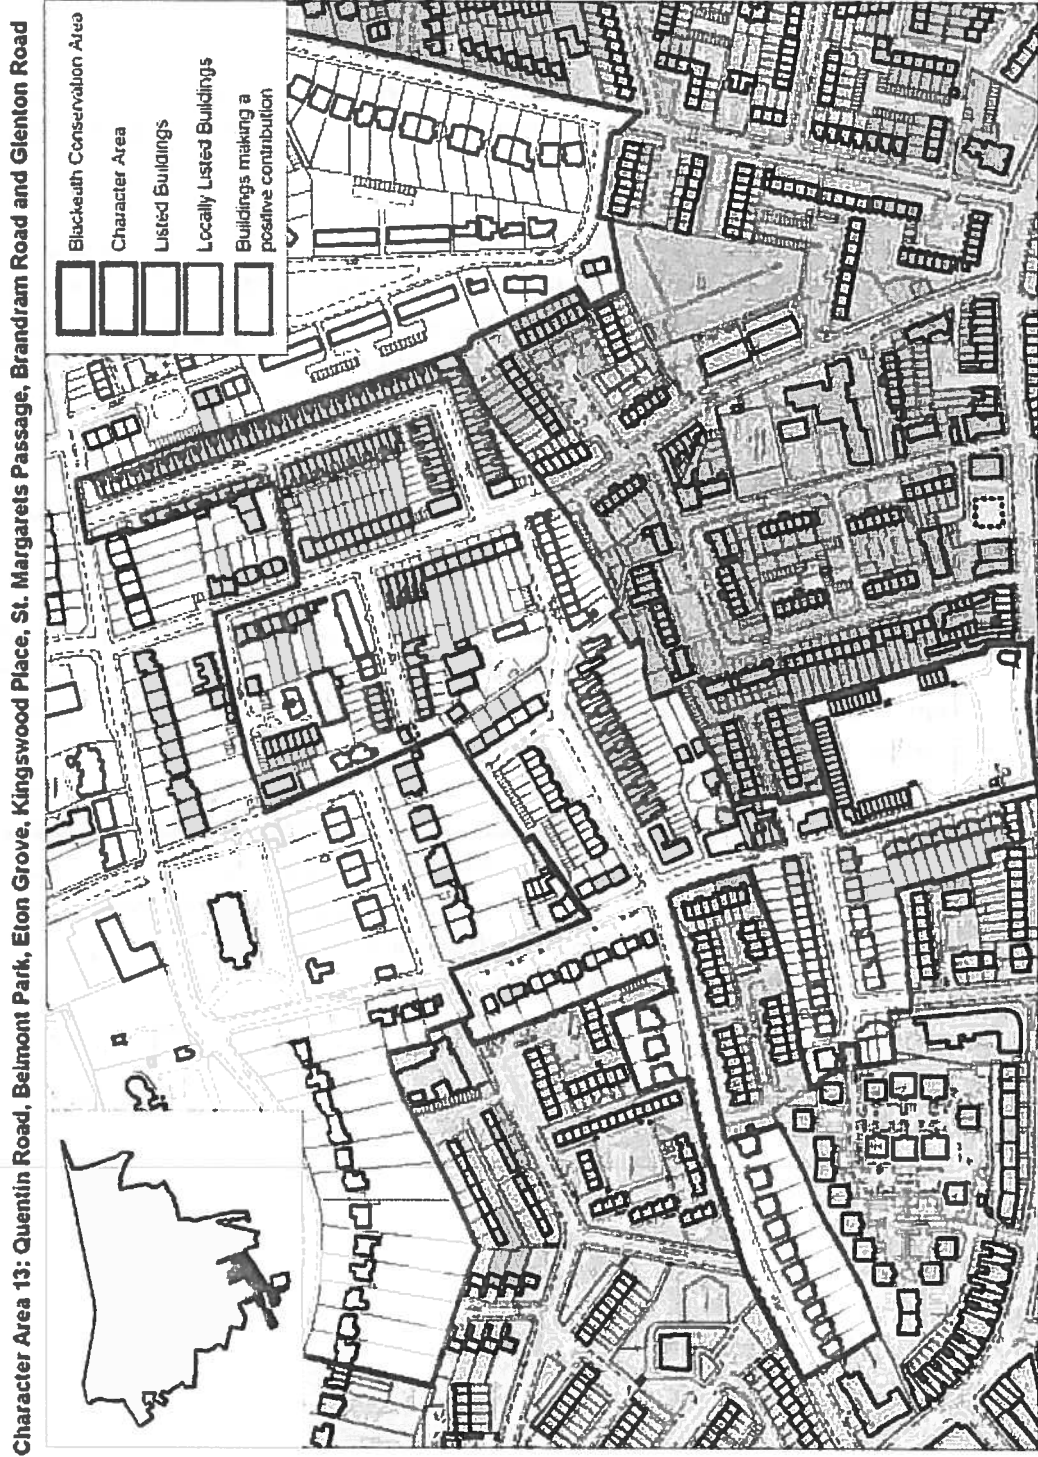 Character Area 13: Quentin Road, Belmont Park, Eton Grove, Kingswood Place, St. Margarets Passage, Brandram Road and Glenton Road
Blackeath Conservation Area
Character Area
Listed Buildings
Locally Listed Buildings
Buildings making a
positive contribution